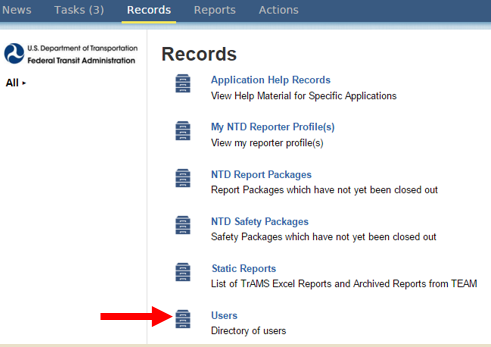 News Tasks (3) Records Reports Actions
U.S. Department of Transportation
Federal Transit Administration
All ▸
Records
Application Help Records
View Help Material for Specific Applications
My NTD Reporter Profile(s)
View my reporter profile(s)
NTD Report Packages
Report Packages which have not yet been closed out
NTD Safety Packages
Safety Packages which have not yet been closed out
Static Reports
List of TrAMS Excel Reports and Archived Reports from TEAM
Users
Directory of users